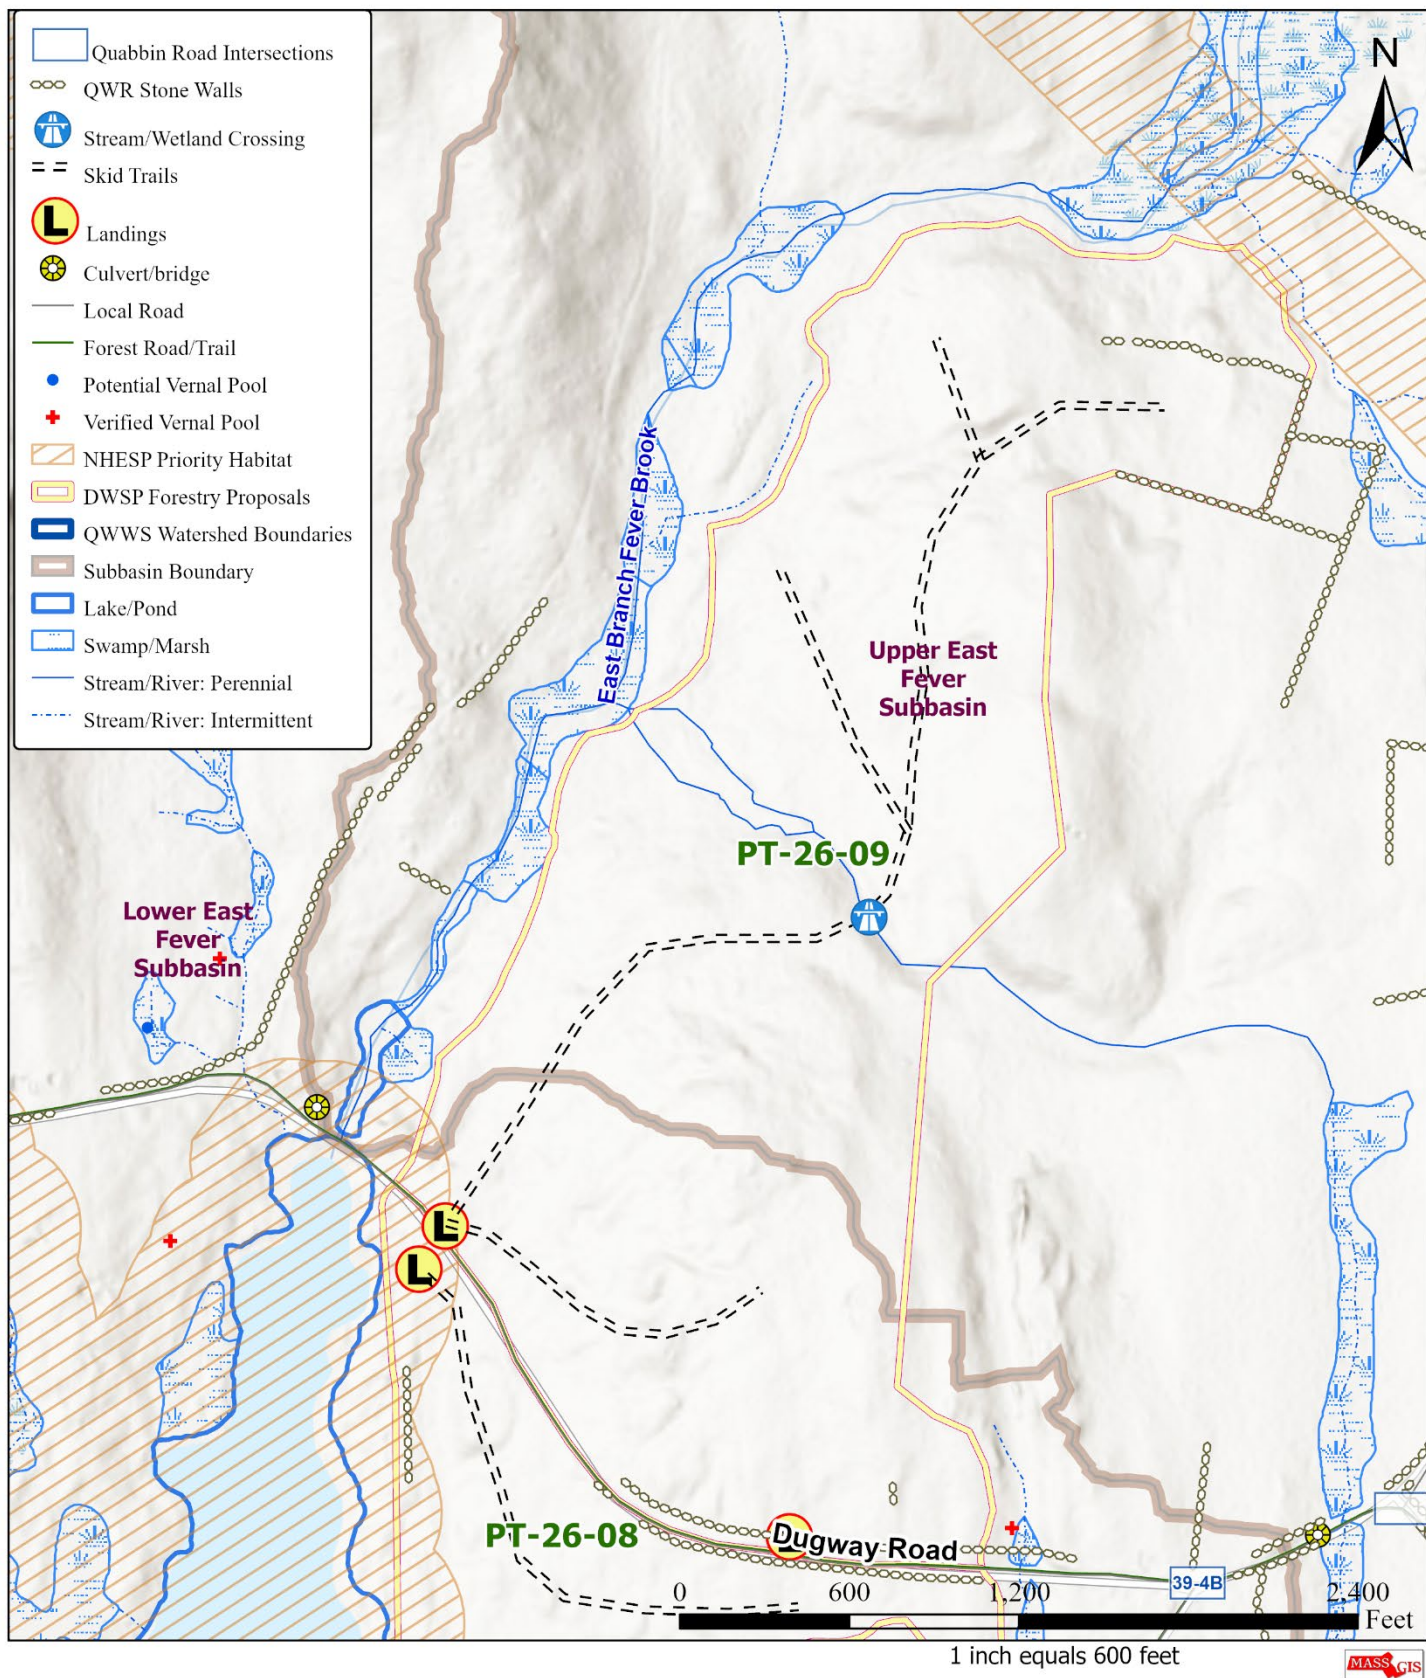 Quabbin Road Intersections
QWR Stone Walls
Stream/Wetland Crossing
Skid Trails
L
Landings
Culvert/bridge
Local Road
Forest Road/Trail
Potential Vernal Pool
Verified Vernal Pool
NHESP Priority Habitat
DWSP Forestry Proposals
QWWS Watershed Boundaries
Subbasin Boundary
Lake/Pond
Swamp/Marsh
Stream/River: Perennial
Stream/River: Intermittent
N
East Branch Fever Brook
Upper East
Fever
Subbasin
PT-26-09
Lower East
Fever
Subbasin
L
L
PT-26-08
Dugway Road
39-4B
0 600 1,200 2,400
Feet
1 inch equals 600 feet
MASSGIS